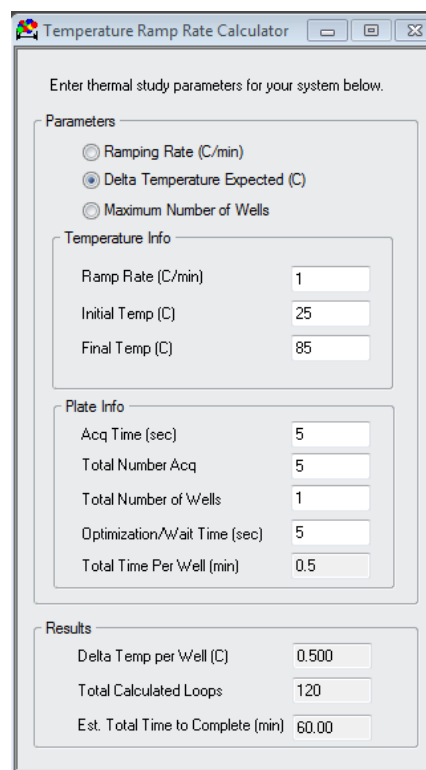 Temperature Ramp Rate Calculator
Enter thermal study parameters for your system below.
Parameters
Ramping Rate (C/min)
Delta Temperature Expected (C)
Maximum Number of Wells
Temperature Info
Ramp Rate (C/min) 1
Initial Temp (C) 25
Final Temp (C) 85
Plate Info
Acq Time (sec) 5
Total Number Acq 5
Total Number of Wells 1
Optimization/Wait Time (sec) 5
Total Time Per Well (min) 0.5
Results
Delta Temp per Well (C) 0.500
Total Calculated Loops 120
Est. Total Time to Complete (min) 60.00